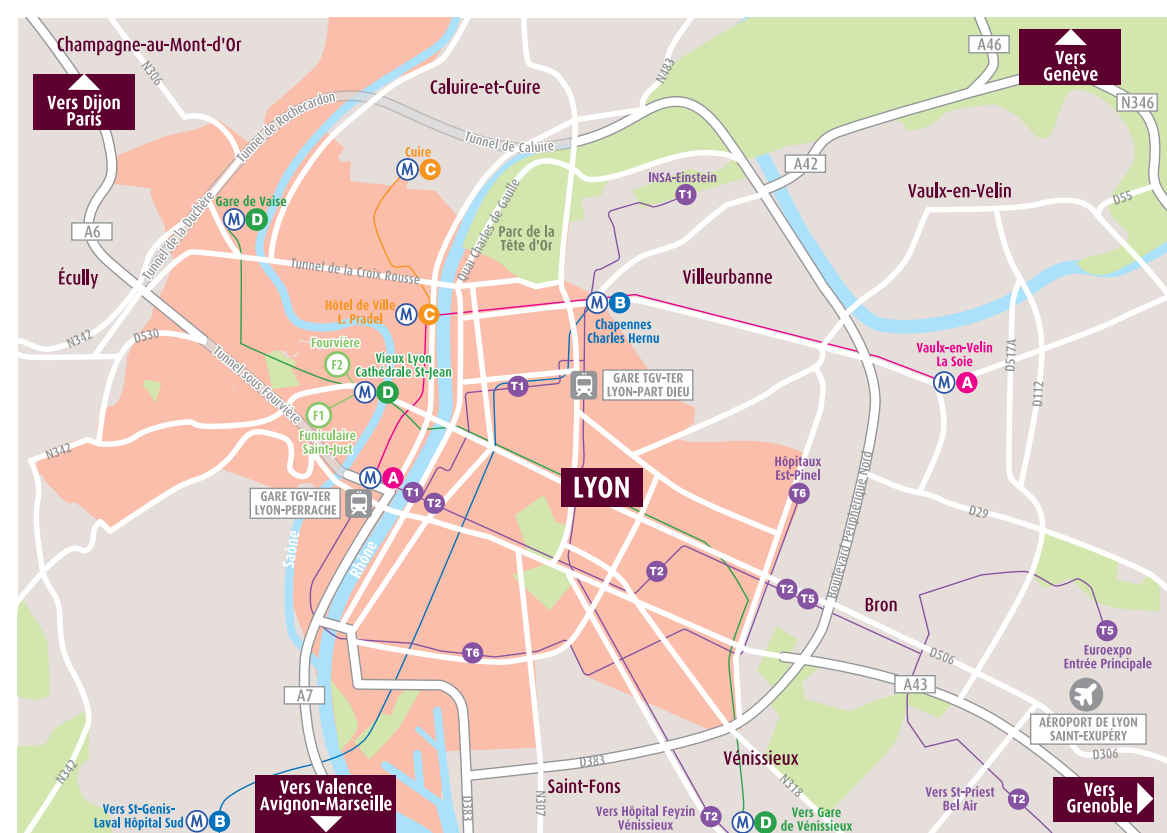 Champagne-au-Mont-d'Or
N306
Vers Dijon
Paris
Tunnel de Rochecardon
Caluire-et-Cuire
N483
A46
Vers
Genève
N346
Tunnel de Caluire
Cuire
M C
A42
INSA-Einstein
T1
Vaulx-en-Velin
D55
Gare de Vaise
M D
Tunnel de la Duchère
Quai Charles de Gaulle
Parc de la
Tête d'Or
A6
Écully
Tunnel de la Croix Rousse
Villeurbanne
Hôtel de Ville
L. Pradel
M C
M B
Chapennes
Charles Hernu
N342
D530
Tunnel sous Fourvière
Fourvière
F2
Vieux Lyon
Cathédrale St-Jean
M D
F1
Funiculaire
Saint-Just
T1
GARE TGV-TER
LYON-PART DIEU
Vaulx-en-Velin
La Soie
M A
D517A
D112
N342
M A
T1
T2
GARE TGV-TER
LYON-PERRACHE
LYON
Hôpitaux
Est-Pinel
T6
Boulevard Peripherique Nord
D29
Saône
Rhône
T2
T2
T5
Bron
T5
Euroexpo
Entrée Principale
T6
D506
A7
A43
AÉROPORT DE LYON
SAINT-EXUPÉRY
D306
N342
D383
Vénissieux
N318
Vers Valence
Avignon-Marseille
D383
Saint-Fons
N307
Vers St-Genis-
Laval Hôpital Sud
M B
Vers Hôpital Feyzin
Vénissieux
T2
M D
Vers Gare
de Vénissieux
Vers St-Priest
Bel Air
T2
Vers
Grenoble